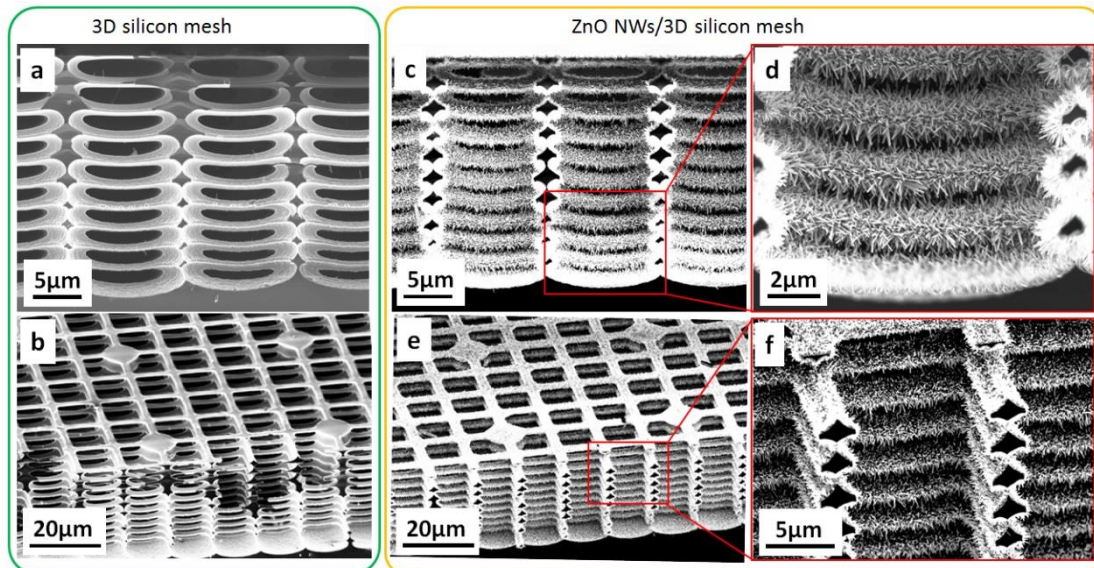 3D silicon mesh
ZnO NWs/3D silicon mesh
a
5μm
c
5μm
d
2μm
b
20μm
e
20μm
f
5μm